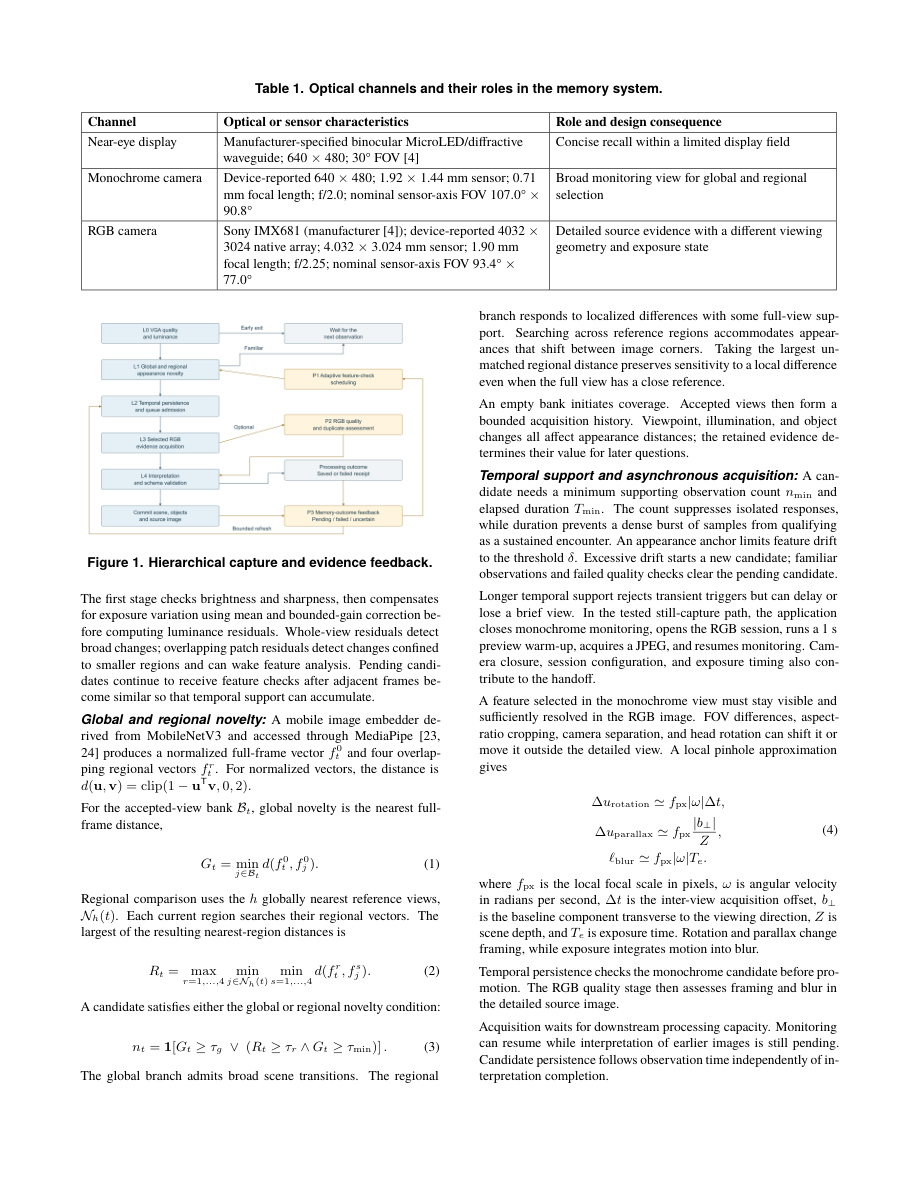 Table 1. Optical channels and their roles in the memory system.
Channel Optical or sensor characteristics Role and design consequence
Near-eye display Manufacturer-specified binocular MicroLED/diffractive waveguide; 640 × 480; 30° FOV [4] Concise recall within a limited display field
Monochrome camera Device-reported 640 × 480; 1.92 × 1.44 mm sensor; 0.71 mm focal length; f/2.0; nominal sensor-axis FOV 107.0° × 90.8° Broad monitoring view for global and regional selection
RGB camera Sony IMX681 (manufacturer [4]); device-reported 4032 × 3024 native array; 4.032 × 3.024 mm sensor; 1.90 mm focal length; f/2.25; nominal sensor-axis FOV 93.4° × 77.0° Detailed source evidence with a different viewing geometry and exposure state
L0 VGA quality
and luminance
Early exit
Wait for the
next observation
Familiar
L1 Global and regional
appearance novelty
P1 Adaptive feature-check
scheduling
L2 Temporal persistence
and queue admission
Optional
P2 RGB quality
and duplicate assessment
L3 Selected RGB
evidence acquisition
L4 Interpretation
and schema validation
Processing outcome
Saved or failed receipt
Commit scene, objects
and source image
P3 Memory-outcome feedback
Pending / failed / uncertain
Bounded refresh
Figure 1. Hierarchical capture and evidence feedback.
The first stage checks brightness and sharpness, then compensates
for exposure variation using mean and bounded-gain correction be-
fore computing luminance residuals. Whole-view residuals detect
broad changes; overlapping patch residuals detect changes confined
to smaller regions and can wake feature analysis. Pending candi-
dates continue to receive feature checks after adjacent frames be-
come similar so that temporal support can accumulate.
Global and regional novelty: A mobile image embedder de-
rived from MobileNetV3 and accessed through MediaPipe [23,
24] produces a normalized full-frame vector f_t^0 and four overlap-
ping regional vectors f_t^r. For normalized vectors, the distance is
d(u, v) = clip(1 − u^⊤v, 0, 2).
For the accepted-view bank B_t, global novelty is the nearest full-
frame distance,
G_t = min_{j∈B_t} d(f_t^0, f_j^0). (1)
Regional comparison uses the h globally nearest reference views,
N_h(t). Each current region searches their regional vectors. The
largest of the resulting nearest-region distances is
R_t = max_{r=1,...,4} min_{j∈N_h(t)} min_{s=1,...,4} d(f_t^r, f_j^s). (2)
A candidate satisfies either the global or regional novelty condition:
n_t = 1[G_t ≥ τ_g ∨ (R_t ≥ τ_r ∧ G_t ≥ τ_min)]. (3)
The global branch admits broad scene transitions. The regional
branch responds to localized differences with some full-view sup-
port. Searching across reference regions accommodates appear-
ances that shift between image corners. Taking the largest un-
matched regional distance preserves sensitivity to a local difference
even when the full view has a close reference.
An empty bank initiates coverage. Accepted views then form a
bounded acquisition history. Viewpoint, illumination, and object
changes all affect appearance distances; the retained evidence de-
termines their value for later questions.
Temporal support and asynchronous acquisition: A can-
didate needs a minimum supporting observation count n_min and
elapsed duration T_min. The count suppresses isolated responses,
while duration prevents a dense burst of samples from qualifying
as a sustained encounter. An appearance anchor limits feature drift
to the threshold δ. Excessive drift starts a new candidate; familiar
observations and failed quality checks clear the pending candidate.
Longer temporal support rejects transient triggers but can delay or
lose a brief view. In the tested still-capture path, the application
closes monochrome monitoring, opens the RGB session, runs a 1 s
preview warm-up, acquires a JPEG, and resumes monitoring. Cam-
era closure, session configuration, and exposure timing also con-
tribute to the handoff.
A feature selected in the monochrome view must stay visible and
sufficiently resolved in the RGB image. FOV differences, aspect-
ratio cropping, camera separation, and head rotation can shift it or
move it outside the detailed view. A local pinhole approximation
gives
Δu_rotation ≃ f_px|ω|Δt,
Δu_parallax ≃ f_px |b_⊥|/Z, (4)
ℓ_blur ≃ f_px|ω|T_e.
where f_px is the local focal scale in pixels, ω is angular velocity
in radians per second, Δt is the inter-view acquisition offset, b_⊥
is the baseline component transverse to the viewing direction, Z is
scene depth, and T_e is exposure time. Rotation and parallax change
framing, while exposure integrates motion into blur.
Temporal persistence checks the monochrome candidate before pro-
motion. The RGB quality stage then assesses framing and blur in
the detailed source image.
Acquisition waits for downstream processing capacity. Monitoring
can resume while interpretation of earlier images is still pending.
Candidate persistence follows observation time independently of in-
terpretation completion.